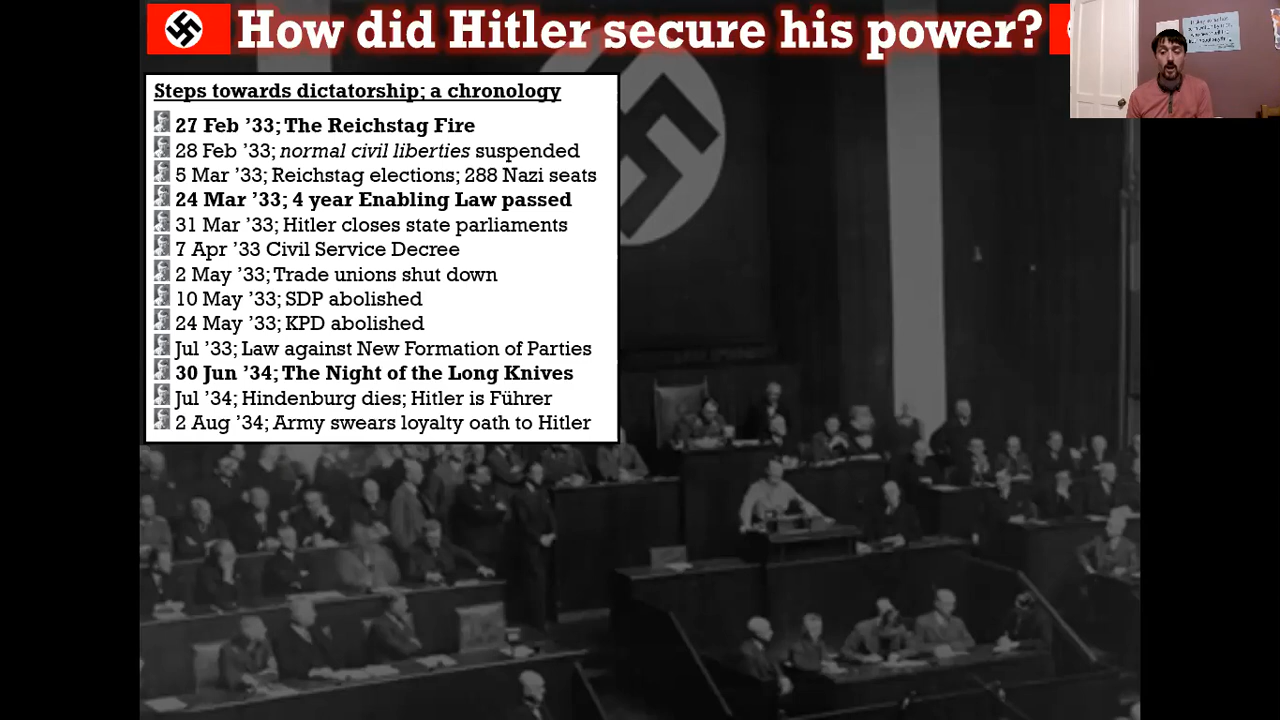 How did Hitler secure his power?
Steps towards dictatorship; a chronology
27 Feb ’33; The Reichstag Fire
28 Feb ’33; normal civil liberties suspended
5 Mar ’33; Reichstag elections; 288 Nazi seats
24 Mar ’33; 4 year Enabling Law passed
31 Mar ’33; Hitler closes state parliaments
7 Apr ’33 Civil Service Decree
2 May ’33; Trade unions shut down
10 May ’33; SDP abolished
24 May ’33; KPD abolished
Jul ’33; Law against New Formation of Parties
30 Jun ’34; The Night of the Long Knives
Jul ’34; Hindenburg dies; Hitler is Führer
2 Aug ’34; Army swears loyalty oath to Hitler